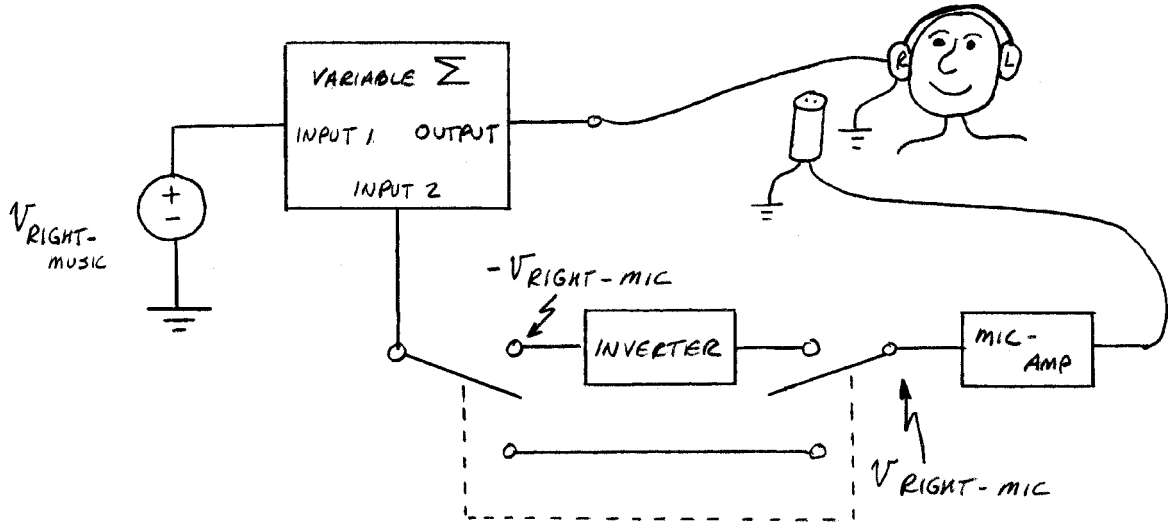 VARIABLE Σ
INPUT 1 OUTPUT
INPUT 2
R L
+
-
V RIGHT-
MUSIC
-V RIGHT-MIC
INVERTER
MIC-
AMP
V RIGHT-MIC